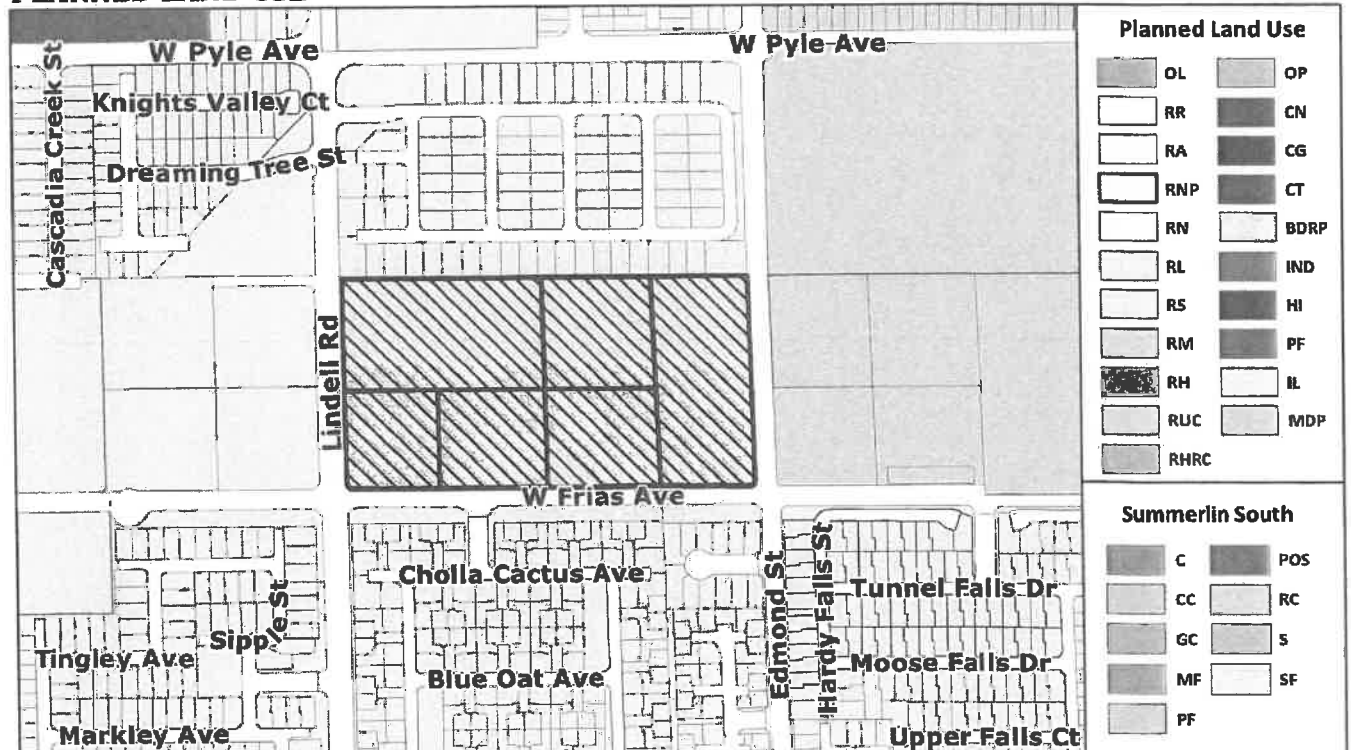 W Pyle Ave
W Pyle Ave
Knights Valley Ct
Cascadia Creek St
Dreaming Tree St
Lindell Rd
W Frias Ave
Cholla Cactus Ave
Edmond St
Hardy Falls St
Tunnel Falls Dr
Sipple St
Tingley Ave
Blue Oat Ave
Moose Falls Dr
Markley Ave
Upper Falls Ct
Planned Land Use
OL
OP
RR
CN
RA
CG
RNP
CT
RN
BDRP
RL
IND
RS
HI
RM
PF
RH
IL
RUC
MDP
RHRC
Summerlin South
C
POS
CC
RC
GC
S
MF
SF
PF